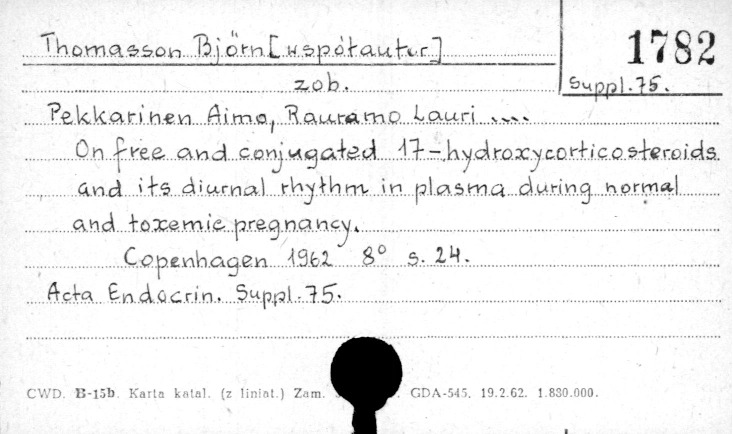 Thomasson Björn [współautor]
1782
Suppl. 75.
zob.
Pekkarinen Aimo, Rauramo Lauri ....
On free and conjugated 17-hydroxycorticosteroids
and its diurnal rhythm in plasma during normal
and toxemic pregnancy.
Copenhagen 1962 8° s. 24.
Acta Endocrin. Suppl. 75.
CWD. B-15b. Karta katal. (z liniat.) Zam. GDA-545. 19.2.62. 1.830.000.